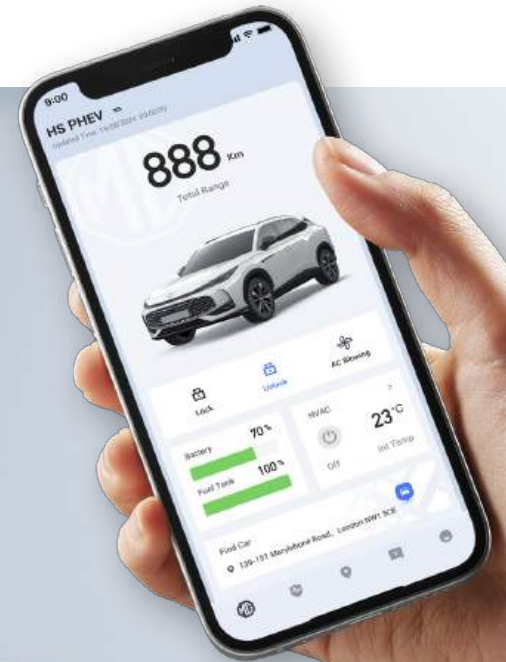 9:00
HS PHEV
888 Km
Total Range
Lock
Unlock
AC Blowing
Battery 70%
Fuel Tank 100%
HVAC
Off
23°C
Int Temp
Find Car
139-151 Marylebone Road, London NW1 5QE
MG